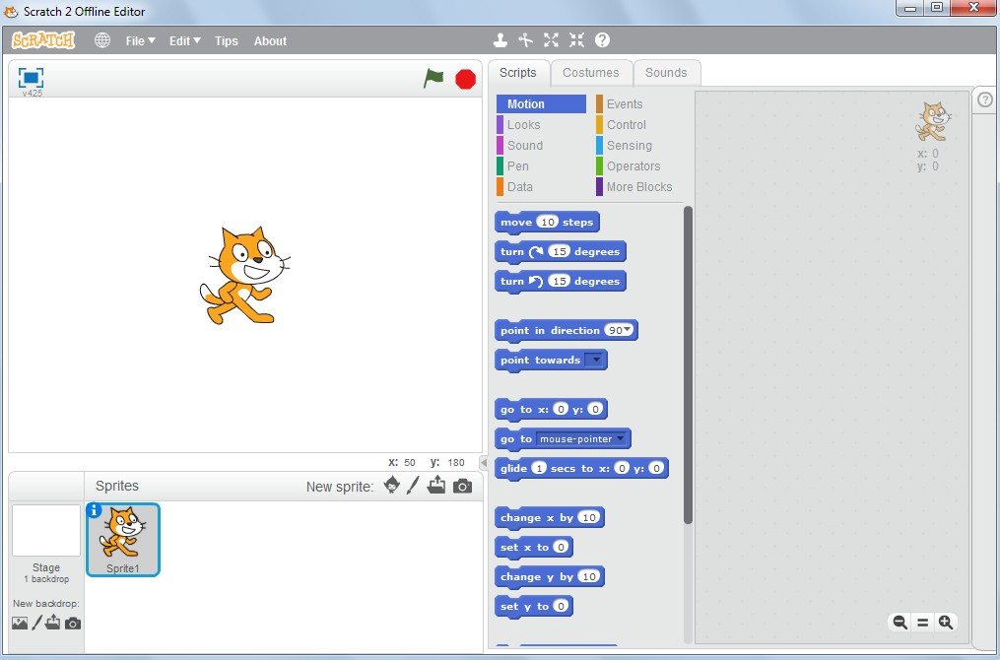 Scratch 2 Offline Editor
SCRATCH File Edit Tips About
v425
x: 50 y: 180
Sprites New sprite:
Sprite1
Stage
1 backdrop
New backdrop:
Scripts Costumes Sounds
Motion Events
Looks Control
Sound Sensing
Pen Operators
Data More Blocks
move 10 steps
turn 15 degrees
turn 15 degrees
point in direction 90
point towards
go to x: 0 y: 0
go to mouse-pointer
glide 1 secs to x: 0 y: 0
change x by 10
set x to 0
change y by 10
set y to 0
x: 0
y: 0